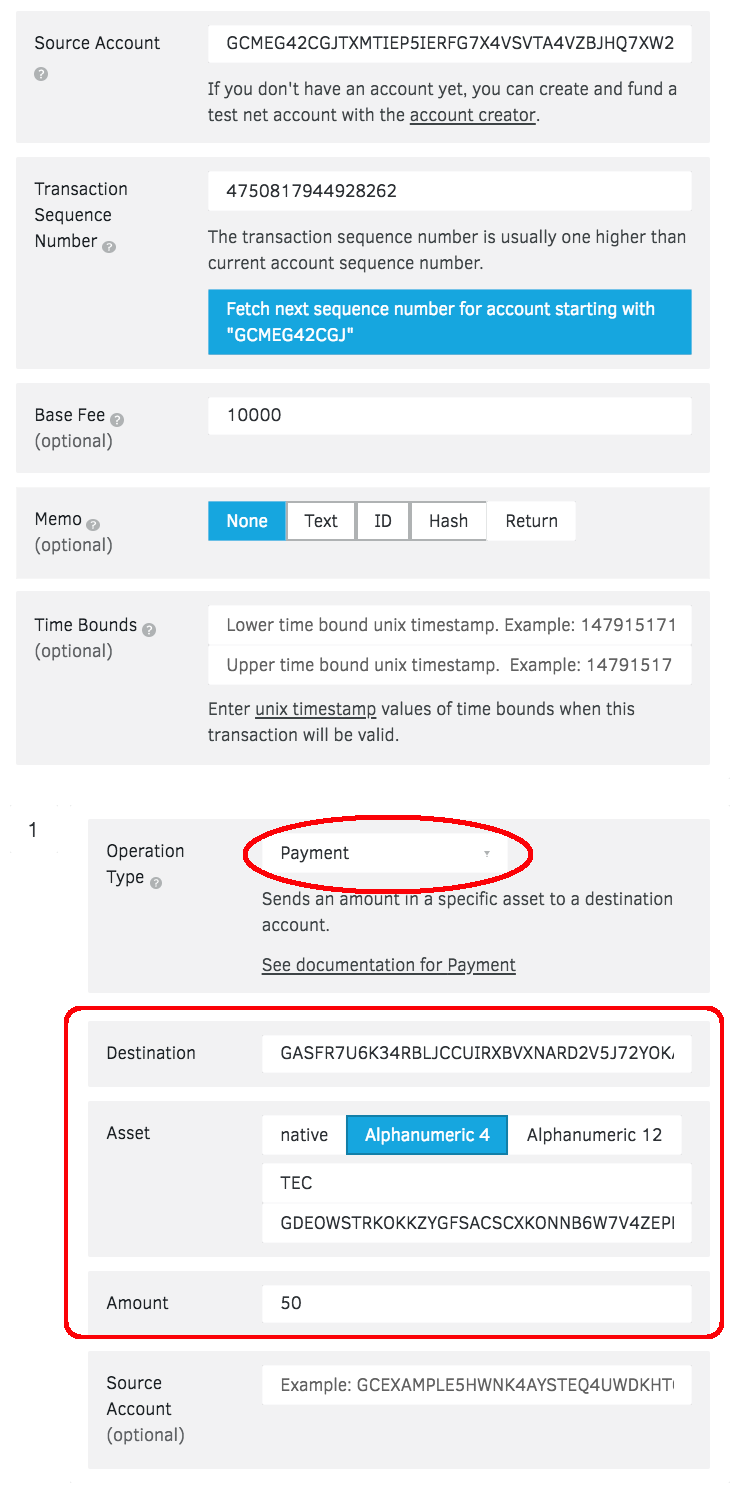 Source Account
?
GCMEG42CGJTXMTIEP5IERFG7X4VSVTA4VZBJHQ7XW2
If you don't have an account yet, you can create and fund a
test net account with the account creator.
Transaction
Sequence
Number ?
4750817944928262
The transaction sequence number is usually one higher than
current account sequence number.
Fetch next sequence number for account starting with
"GCMEG42CGJ"
Base Fee ?
(optional)
10000
Memo ?
(optional)
None Text ID Hash Return
Time Bounds ?
(optional)
Lower time bound unix timestamp. Example: 147915171
Upper time bound unix timestamp. Example: 14791517
Enter unix timestamp values of time bounds when this
transaction will be valid.
1
Operation
Type ?
Payment
Sends an amount in a specific asset to a destination
account.
See documentation for Payment
Destination
GASFR7U6K34RBLJCCUIRXBVXNARD2V5J72YOKA
Asset
native Alphanumeric 4 Alphanumeric 12
TEC
GDEOWSTRKOKKZYGFSACSCXKONNB6W7V4ZEPI
Amount
50
Source
Account
(optional)
Example: GCEXAMPLE5HWNK4AYSTEQ4UWDKHT